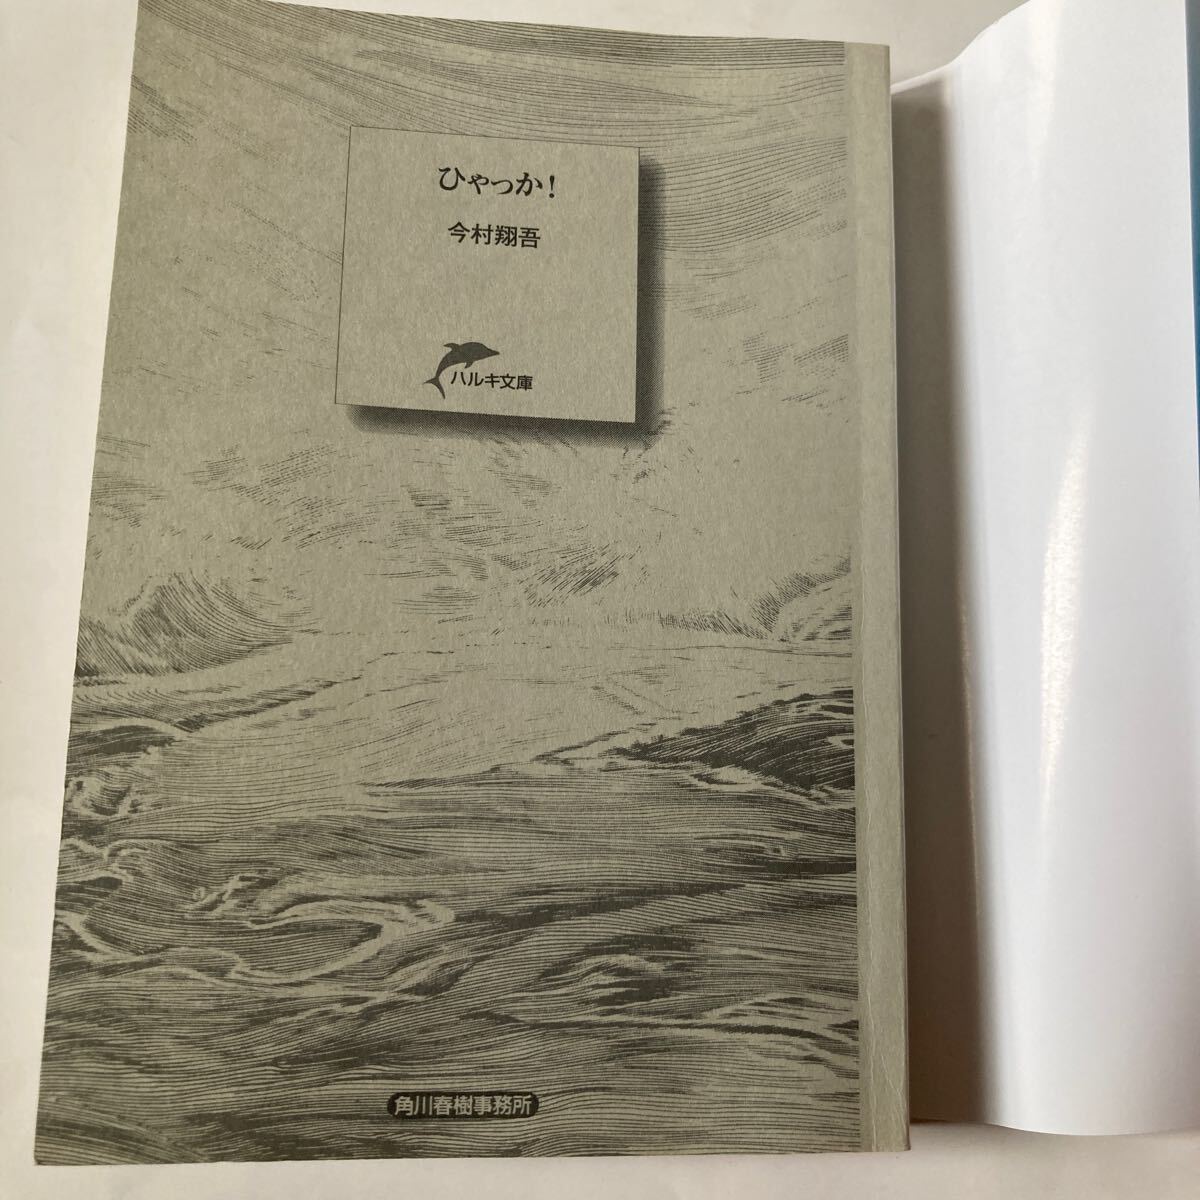 ひゃっか!
今村翔吾
ハルキ文庫
角川春樹事務所